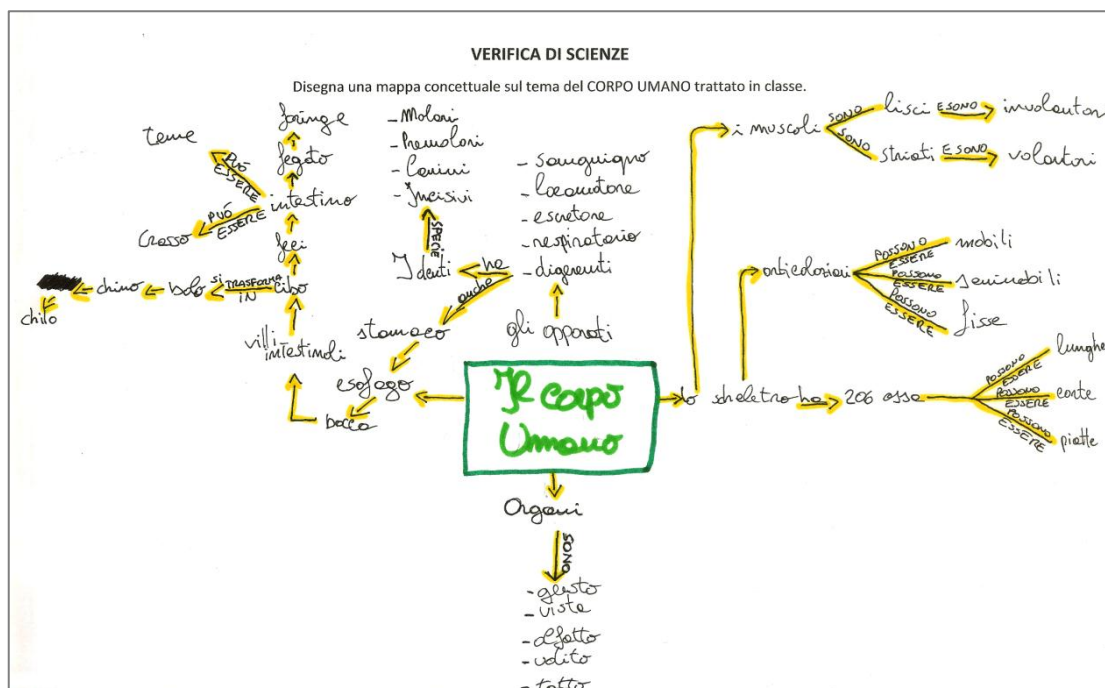 VERIFICA DI SCIENZE
Disegna una mappa concettuale sul tema del CORPO UMANO trattato in classe.
faringe
fegato
tenue
PUÓ ESSERE
intestino
PUÓ ESSERE
Crasso
feci
cibo
SI TRASFORMA IN
bolo
chimo
chilo
villi intestinali
- Molari
- Premolari
- Canini
- Incisivi
SPECIE
I denti
ha
anche
- sanguigno
- locomotore
- escretore
- respiratorio
- digerenti
gli apparati
stomaco
esofago
bocca
Il corpo
Umano
Organi
SONO
- gusto
- vista
- olfatto
- udito
- tatto
i muscoli
SONO
lisci
E SONO
involontari
SONO
striati
E SONO
volontari
articolazioni
POSSONO ESSERE
mobili
POSSONO ESSERE
semimobili
POSSONO ESSERE
fisse
lo scheletro ha
206 ossa
POSSONO ESSERE
lunghe
POSSONO ESSERE
corte
POSSONO ESSERE
piatte